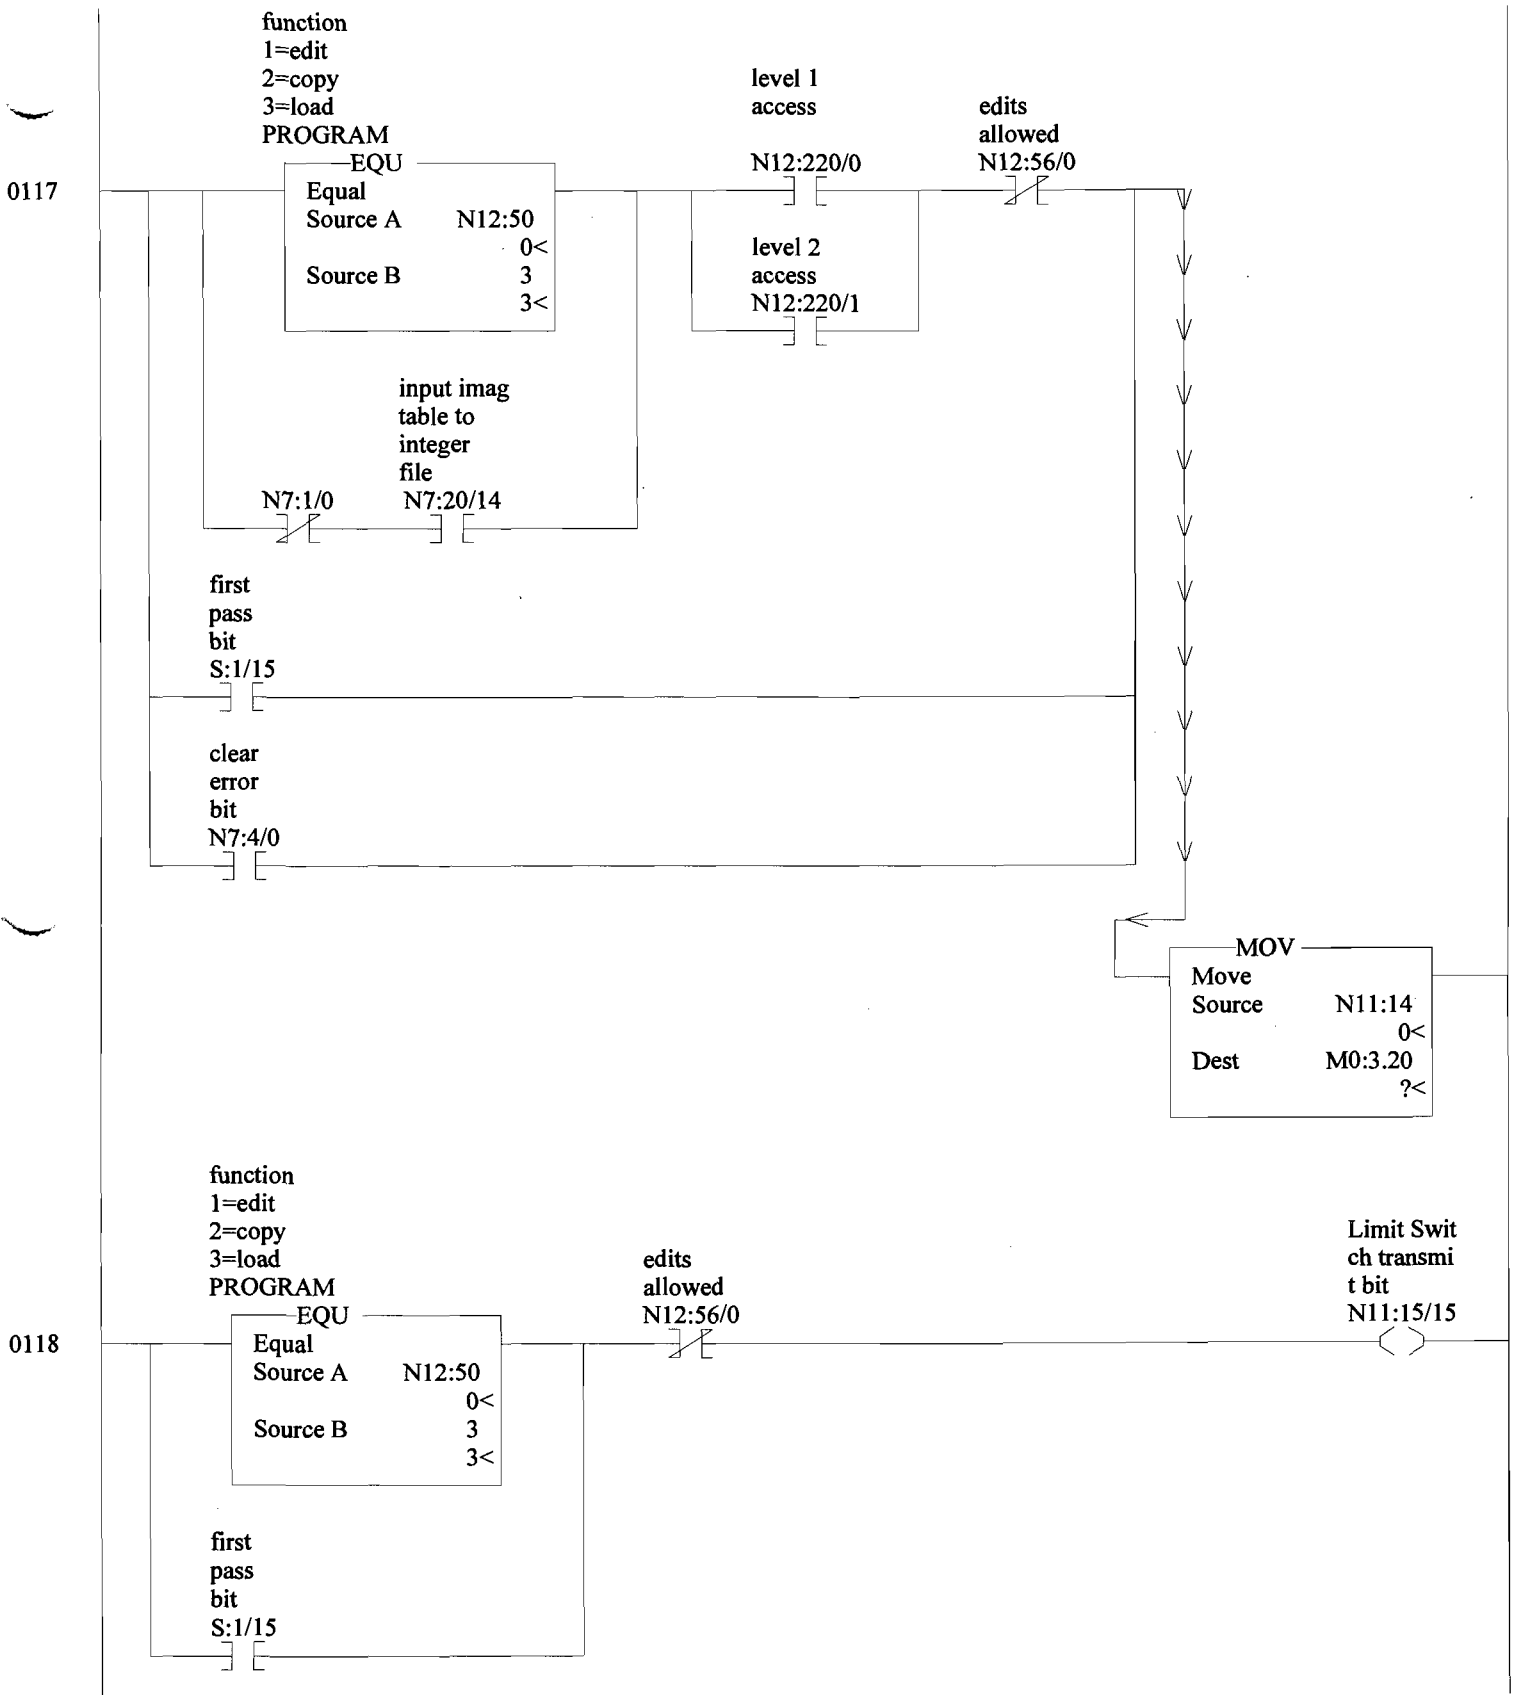 function
1=edit
2=copy
3=load
PROGRAM
level 1
access
edits
allowed
EQU
N12:220/0
N12:56/0
0117
Equal
Source A N12:50
0<
Source B 3
3<
level 2
access
N12:220/1
input imag
table to
integer
file
N7:1/0
N7:20/14
first
pass
bit
S:1/15
clear
error
bit
N7:4/0
MOV
Move
Source N11:14
0<
Dest M0:3.20
?<
function
1=edit
2=copy
3=load
PROGRAM
edits
allowed
N12:56/0
Limit Swit
ch transmi
t bit
N11:15/15
EQU
0118
Equal
Source A N12:50
0<
Source B 3
3<
first
pass
bit
S:1/15